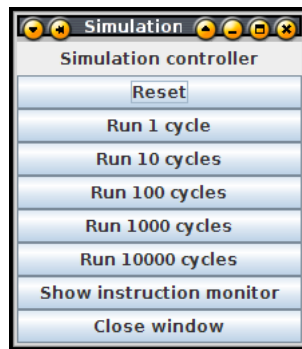 Simulation
Simulation controller
Reset
Run 1 cycle
Run 10 cycles
Run 100 cycles
Run 1000 cycles
Run 10000 cycles
Show instruction monitor
Close window